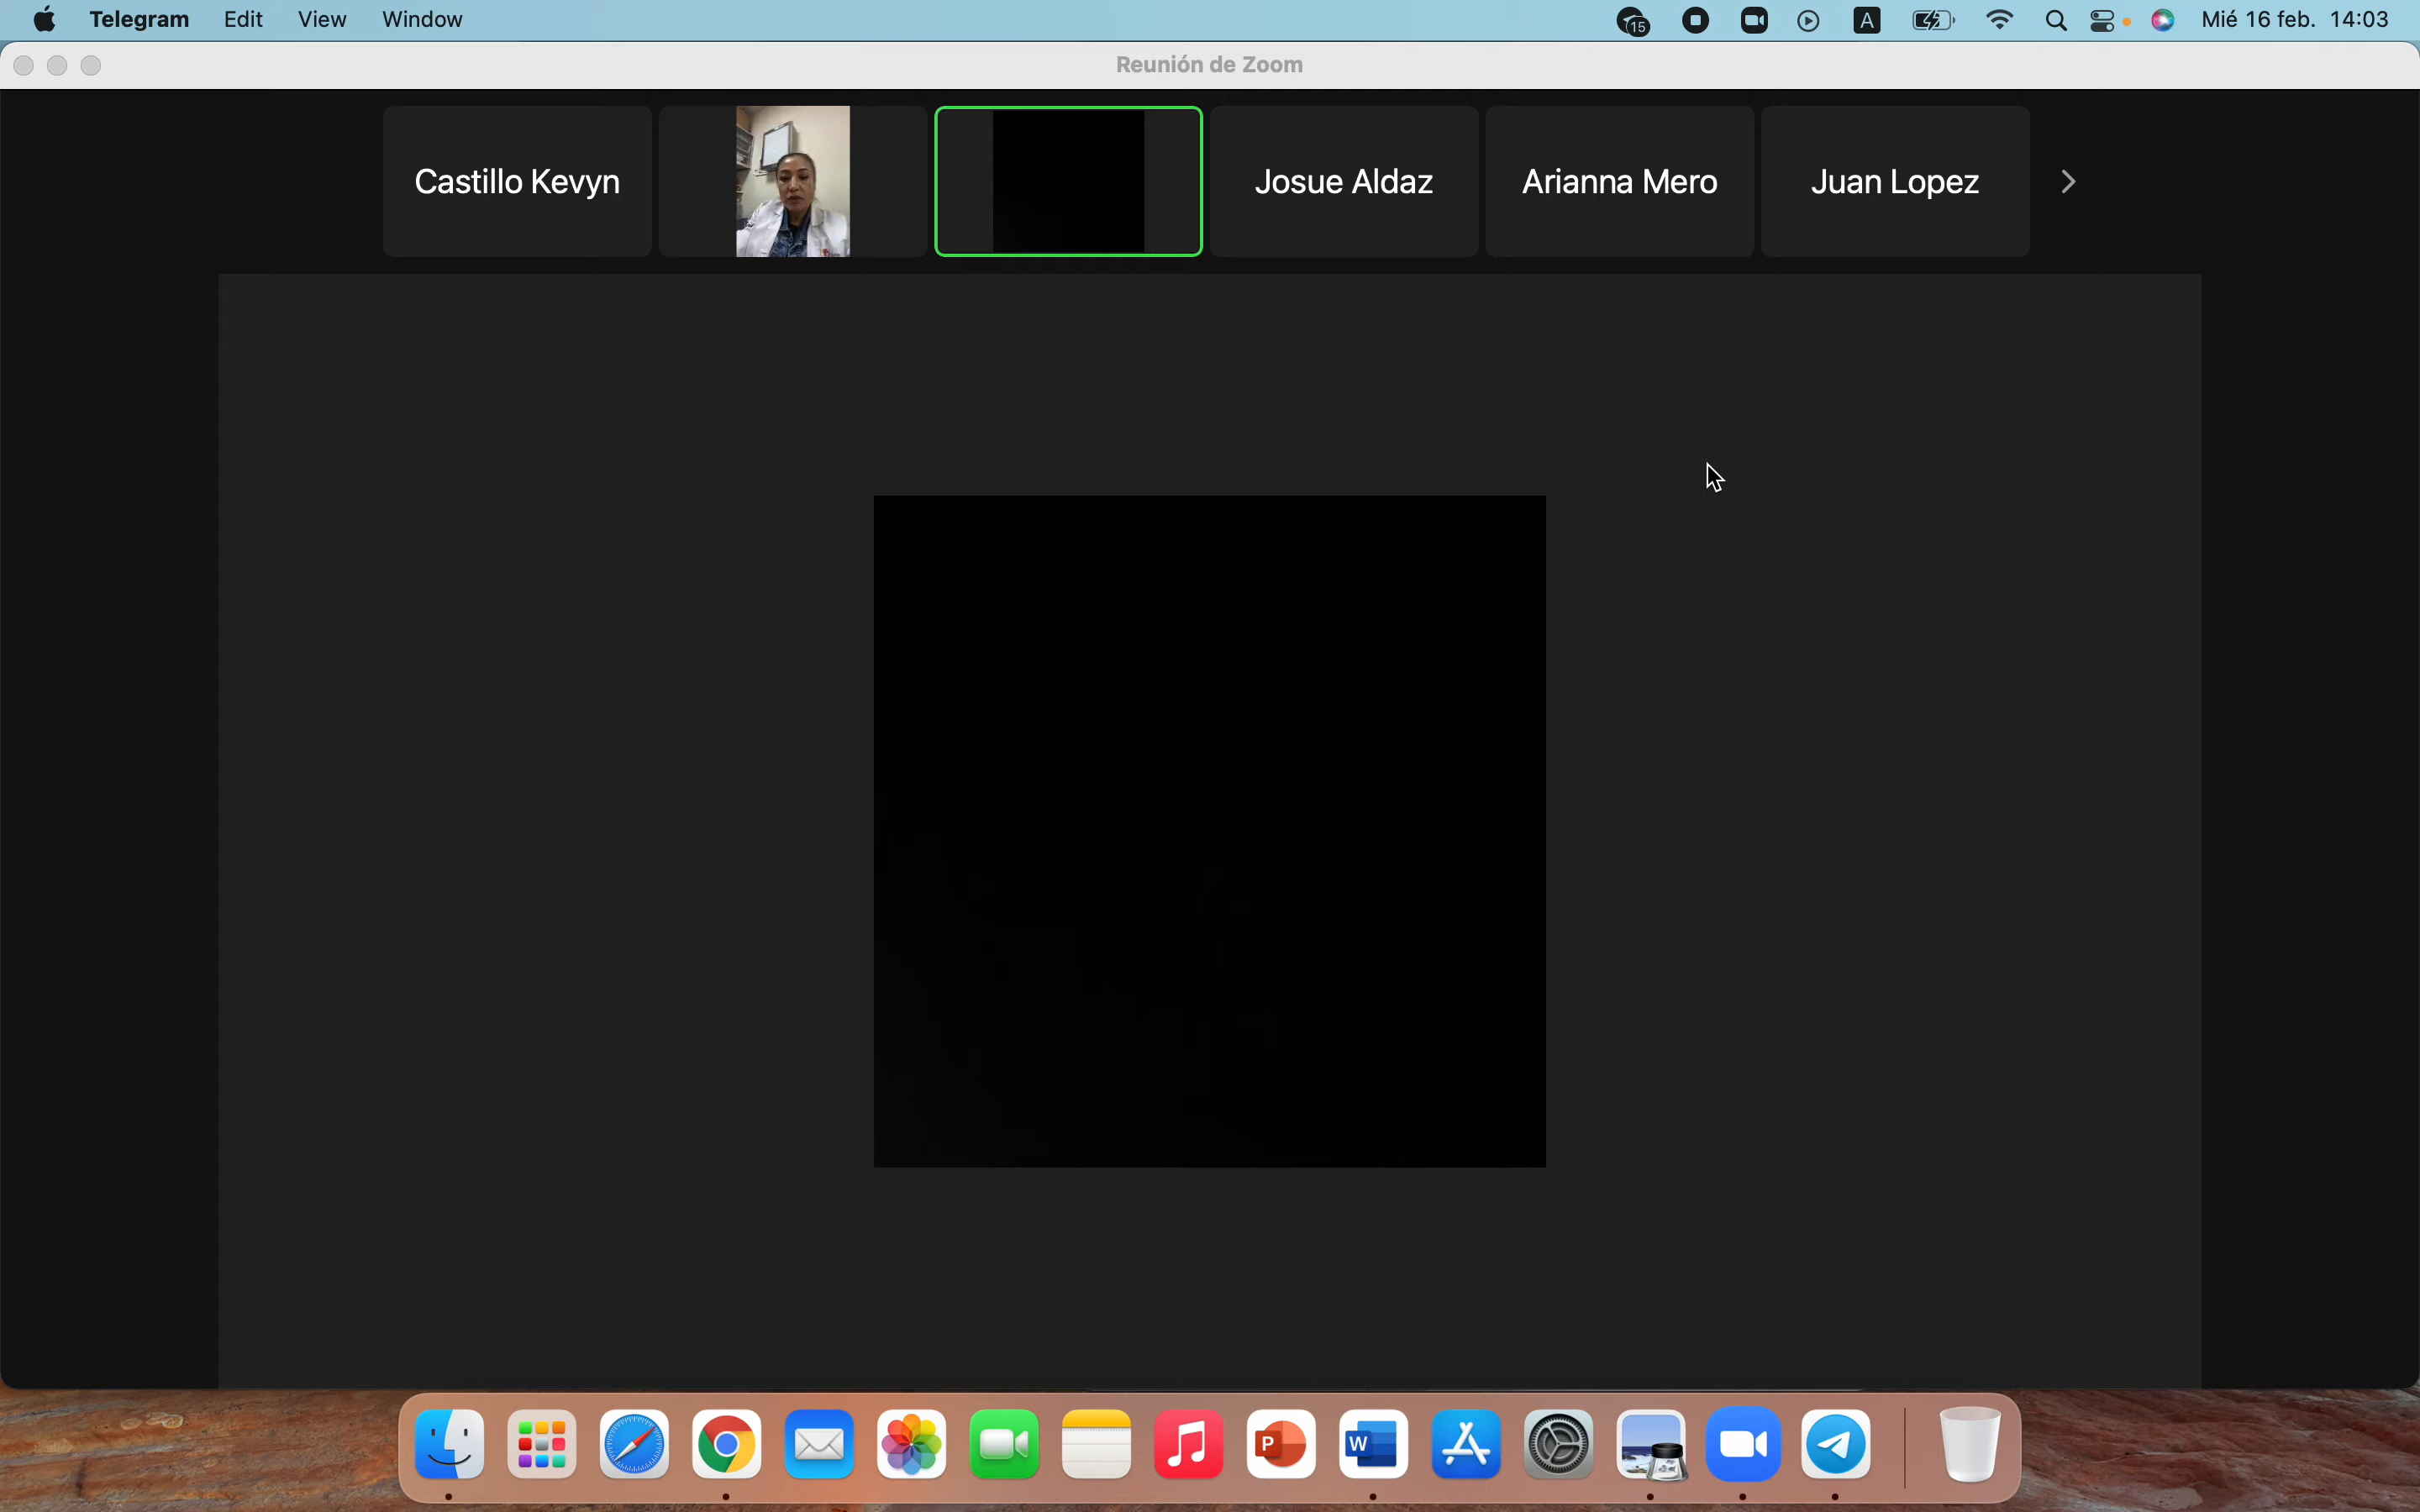 Telegram Edit View Window 15 A Mié 16 feb. 14:03
Reunión de Zoom
Castillo Kevyn Josue Aldaz Arianna Mero Juan Lopez
P W